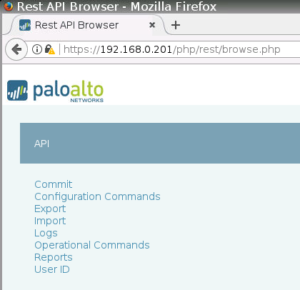 Rest API Browser - Mozilla Firefox
Rest API Browser
https://192.168.0.201/php/rest/browse.php
paloalto
NETWORKS
API
Commit
Configuration Commands
Export
Import
Logs
Operational Commands
Reports
User ID